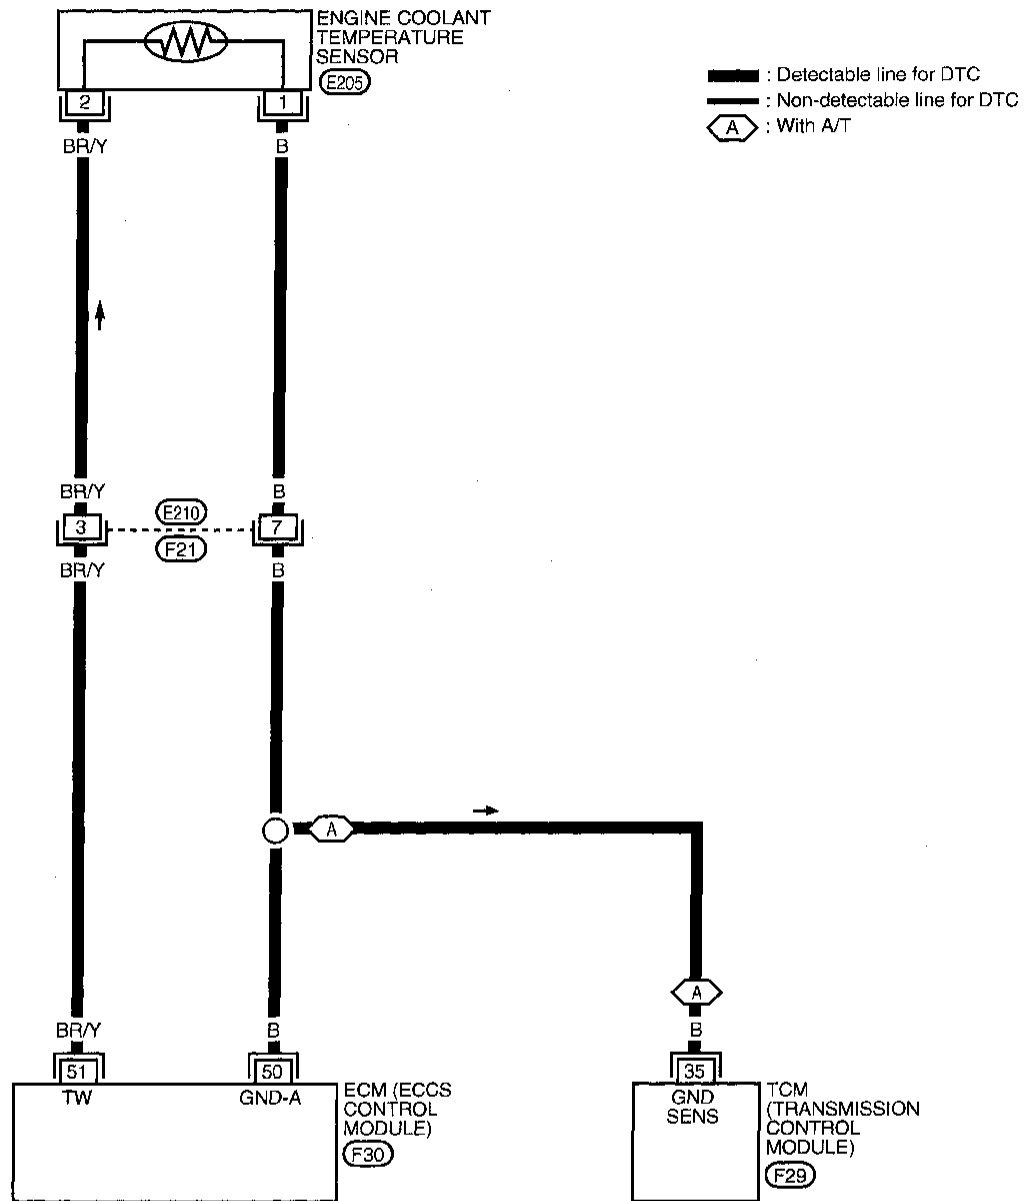 ENGINE COOLANT
TEMPERATURE
SENSOR
E205
: Detectable line for DTC
: Non-detectable line for DTC
A : With A/T
2 1
BR/Y B
BR/Y B
3 E210 7
F21
BR/Y B
A
A
BR/Y B B
51 50 35
TW GND-A
ECM (ECCS
CONTROL
MODULE)
F30
GND
SENS
TCM
(TRANSMISSION
CONTROL
MODULE)
F29